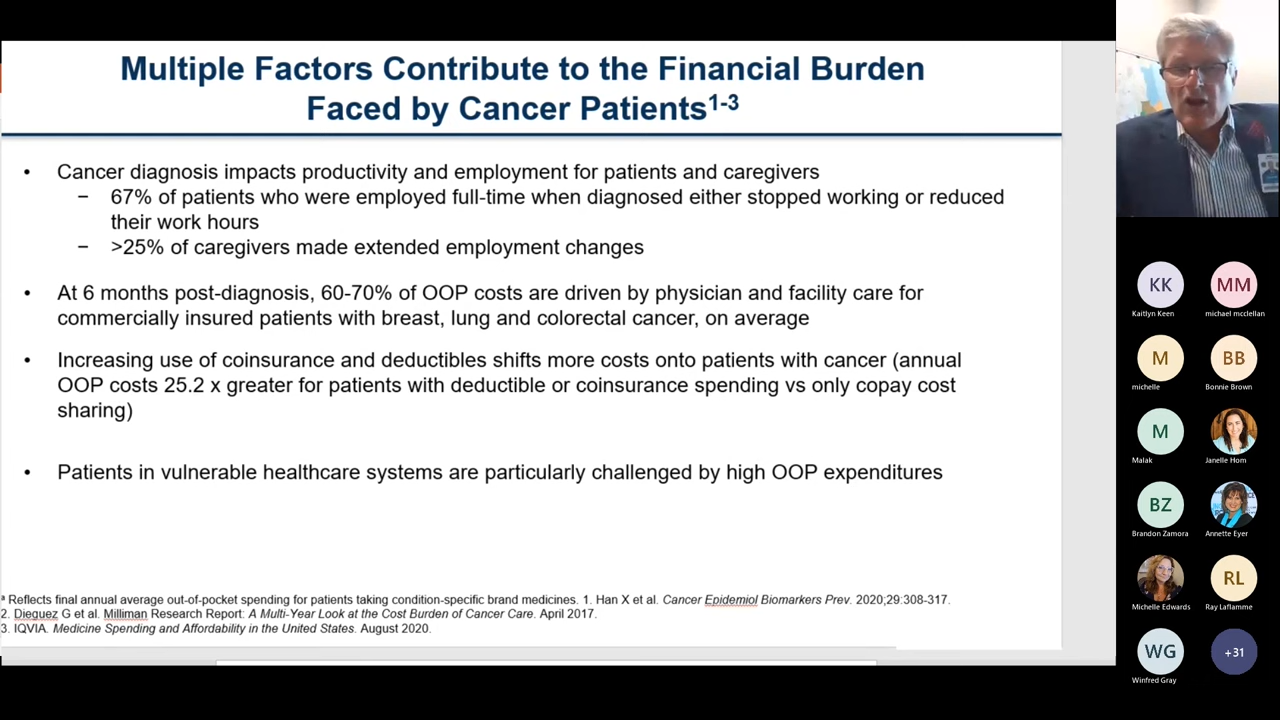 Multiple Factors Contribute to the Financial Burden
Faced by Cancer Patients1-3
• Cancer diagnosis impacts productivity and employment for patients and caregivers
− 67% of patients who were employed full-time when diagnosed either stopped working or reduced
their work hours
− >25% of caregivers made extended employment changes
• At 6 months post-diagnosis, 60-70% of OOP costs are driven by physician and facility care for
commercially insured patients with breast, lung and colorectal cancer, on average
• Increasing use of coinsurance and deductibles shifts more costs onto patients with cancer (annual
OOP costs 25.2 x greater for patients with deductible or coinsurance spending vs only copay cost
sharing)
• Patients in vulnerable healthcare systems are particularly challenged by high OOP expenditures
a Reflects final annual average out-of-pocket spending for patients taking condition-specific brand medicines. 1. Han X et al. Cancer Epidemiol Biomarkers Prev. 2020;29:308-317.
2. Dieguez G et al. Milliman Research Report: A Multi-Year Look at the Cost Burden of Cancer Care. April 2017.
3. IQVIA. Medicine Spending and Affordability in the United States. August 2020.
KK
MM
Kaitlyn Keen
michael mcclellan
M
BB
michelle
Bonnie Brown
M
Malak
Janelle Hom
BZ
Brandon Zamora
Annette Eyer
RL
Michelle Edwards
Ray Laflamme
WG
+31
Winfred Gray